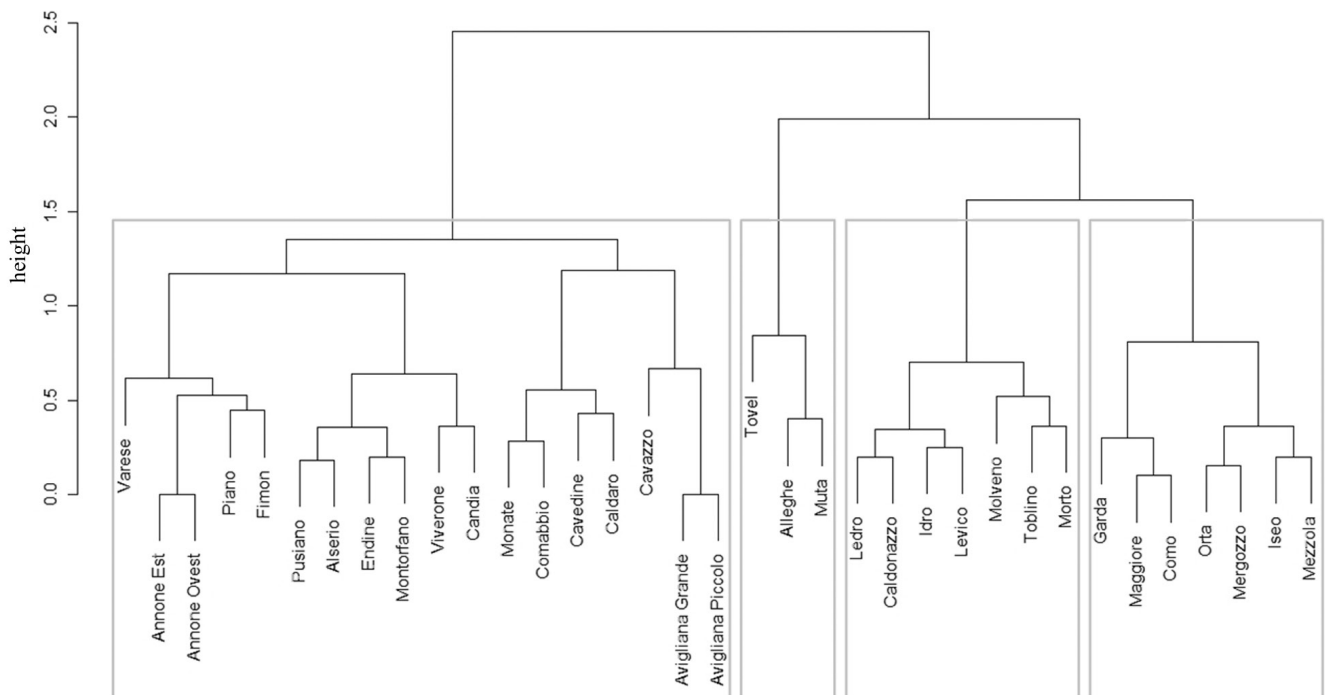 2.5
2.0
1.5
1.0
0.5
0.0
height
Varese
Annone Est
Annone Ovest
Piano
Fimon
Pusiano
Alserio
Endine
Montorfano
Viverone
Candia
Monate
Comabbio
Cavedine
Caldaro
Cavazzo
Avigliana Grande
Avigliana Piccolo
Tovel
Alleghe
Muta
Ledro
Caldonazzo
Idro
Levico
Molveno
Toblino
Morto
Garda
Maggiore
Como
Orta
Mergozzo
Iseo
Mezzola